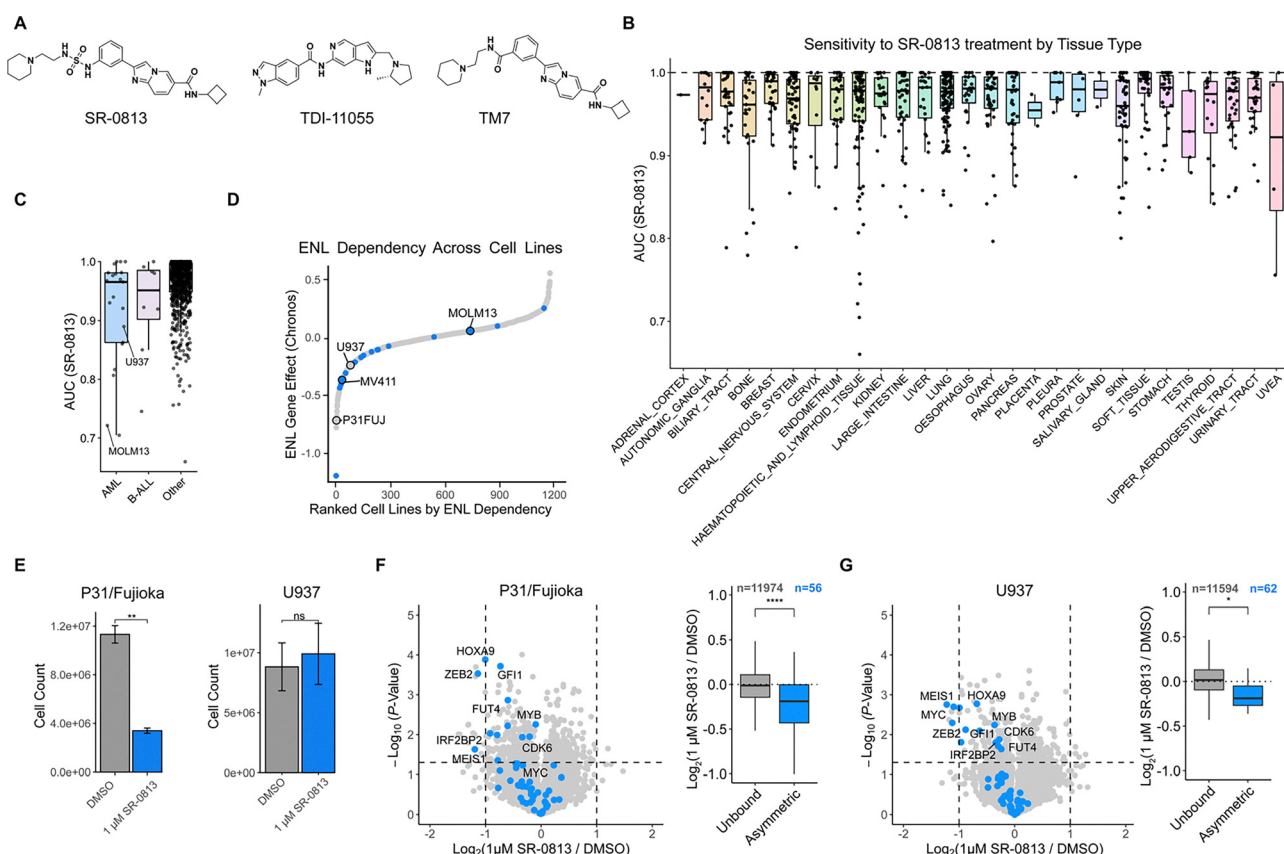 A
SR-0813
TDI-11055
TM7
B
Sensitivity to SR-0813 treatment by Tissue Type
AUC (SR-0813)
1.0
0.9
0.8
0.7
ADRENAL_CORTEX
AUTONOMIC_GANGLIA
BILIARY_TRACT
BONE
BREAST
CENTRAL_NERVOUS_SYSTEM
CERVIX
ENDOMETRIUM
HAEMATOPOIETIC_AND_LYMPHOID_TISSUE
KIDNEY
LARGE_INTESTINE
LIVER
LUNG
OESOPHAGUS
OVARY
PANCREAS
PLACENTA
PLEURA
PROSTATE
SALIVARY_GLAND
SKIN
SOFT_TISSUE
STOMACH
TESTIS
THYROID
UPPER_AERODIGESTIVE_TRACT
URINARY_TRACT
UVEA
C
AUC (SR-0813)
1.0
0.9
0.8
0.7
U937
MOLM13
AML
B-ALL
Other
D
ENL Dependency Across Cell Lines
ENL Gene Effect (Chronos)
0.5
0.0
-0.5
-1.0
MOLM13
U937
MV411
P31FUJ
0 300 600 900 1200
Ranked Cell Lines by ENL Dependency
E
P31/Fujioka
Cell Count
1.2e+07
8.0e+06
4.0e+06
0.0e+00
**
DMSO
1 µM SR-0813
U937
Cell Count
1e+07
5e+06
0e+00
ns
DMSO
1 µM SR-0813
F
P31/Fujioka
−Log10 (P-Value)
5
4
3
2
1
0
HOXA9
ZEB2
GFI1
FUT4
MYB
IRF2BP2
CDK6
MEIS1
MYC
−2 −1 0 1 2
Log2(1µM SR-0813 / DMSO)
n=11974 n=56
****
Log2(1 µM SR-0813 / DMSO)
1.0
0.5
0.0
-0.5
-1.0
Unbound
Asymmetric
G
U937
−Log10 (P-Value)
5
4
3
2
1
0
MEIS1
HOXA9
MYC
MYB
ZEB2
GFI1
CDK6
IRF2BP2
FUT4
−2 −1 0 1 2
Log2(1µM SR-0813 / DMSO)
n=11594 n=62
*
Log2(1 µM SR-0813 / DMSO)
1.0
0.5
0.0
-0.5
-1.0
Unbound
Asymmetric